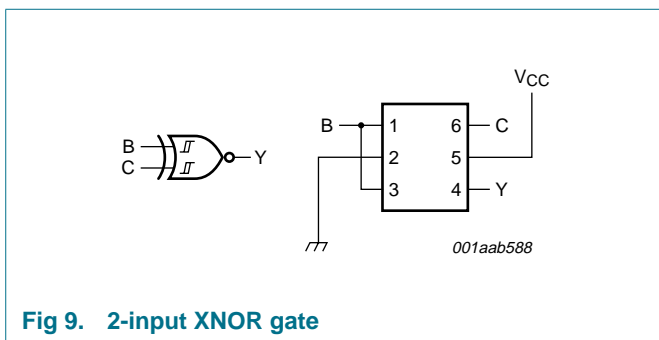 VCC
B
C
Y
B
1
2
3
6
5
4
C
Y
001aab588
Fig 9. 2-input XNOR gate